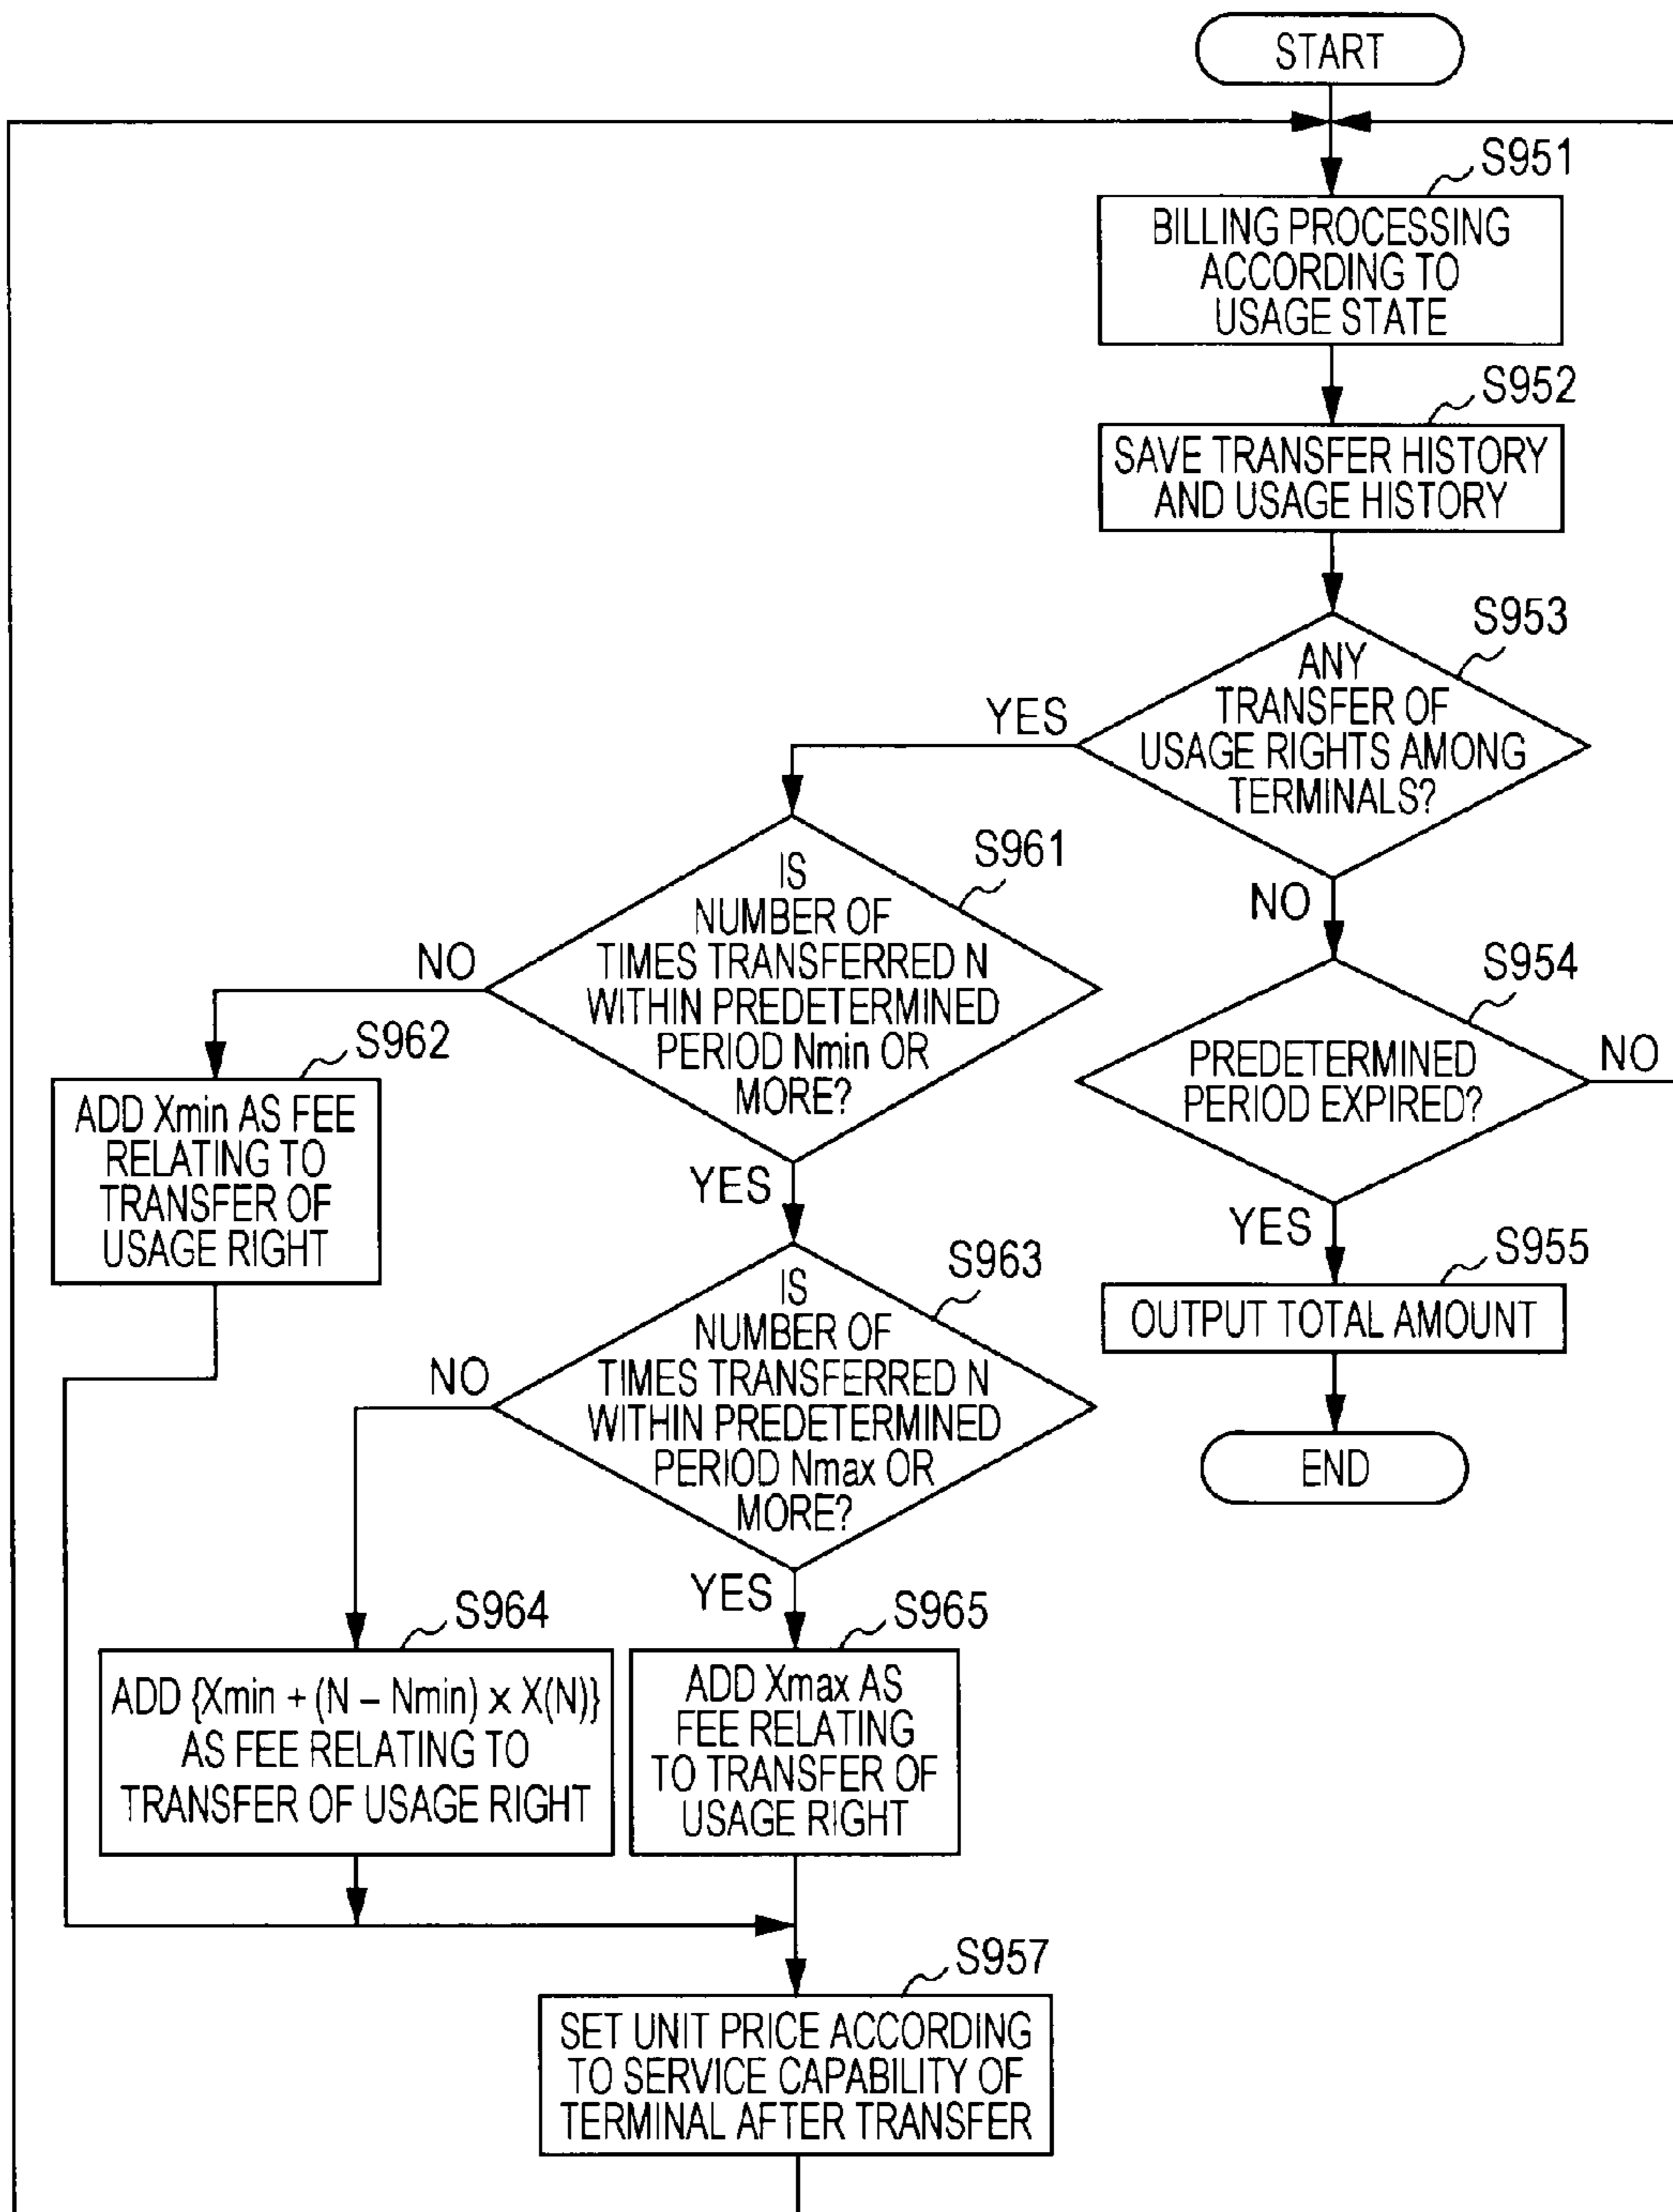 START
S951
BILLING PROCESSING
ACCORDING TO
USAGE STATE
S952
SAVE TRANSFER HISTORY
AND USAGE HISTORY
S953
ANY
TRANSFER OF
USAGE RIGHTS AMONG
TERMINALS?
YES
NO
S961
IS
NUMBER OF
TIMES TRANSFERRED N
WITHIN PREDETERMINED
PERIOD Nmin OR
MORE?
NO
YES
S954
PREDETERMINED
PERIOD EXPIRED?
NO
YES
S962
ADD Xmin AS FEE
RELATING TO
TRANSFER OF
USAGE RIGHT
S955
OUTPUT TOTAL AMOUNT
END
S963
IS
NUMBER OF
TIMES TRANSFERRED N
WITHIN PREDETERMINED
PERIOD Nmax OR
MORE?
NO
YES
S964
ADD {Xmin + (N – Nmin) x X(N)}
AS FEE RELATING TO
TRANSFER OF USAGE RIGHT
S965
ADD Xmax AS
FEE RELATING
TO TRANSFER OF
USAGE RIGHT
S957
SET UNIT PRICE ACCORDING
TO SERVICE CAPABILITY OF
TERMINAL AFTER TRANSFER